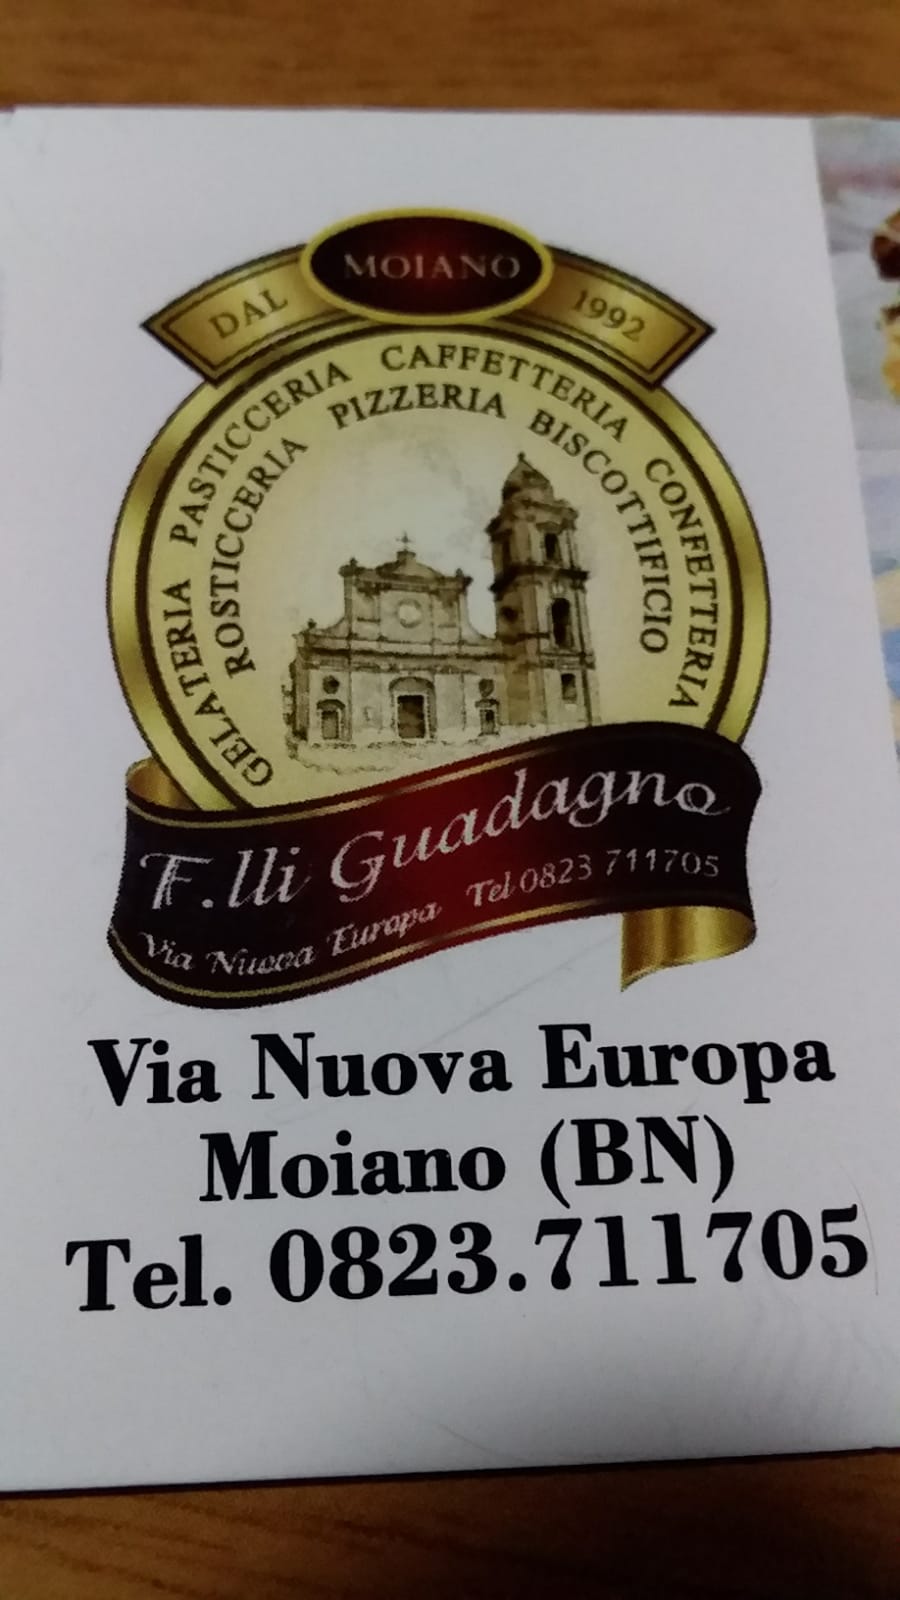 MOIANO
DAL 1992
GELATERIA PASTICCERIA CAFFETTERIA CONFETTERIA
ROSTICCERIA PIZZERIA BISCOTTIFICIO
F.lli Guadagno
Via Nuova Europa Tel 0823 711705
Via Nuova Europa
Moiano (BN)
Tel. 0823.711705